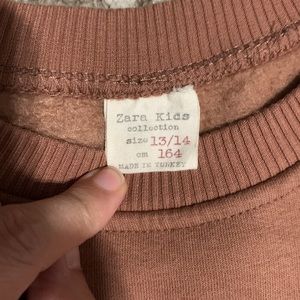 Zara Kids
collection
size 13/14
cm 164
MADE IN TURKEY